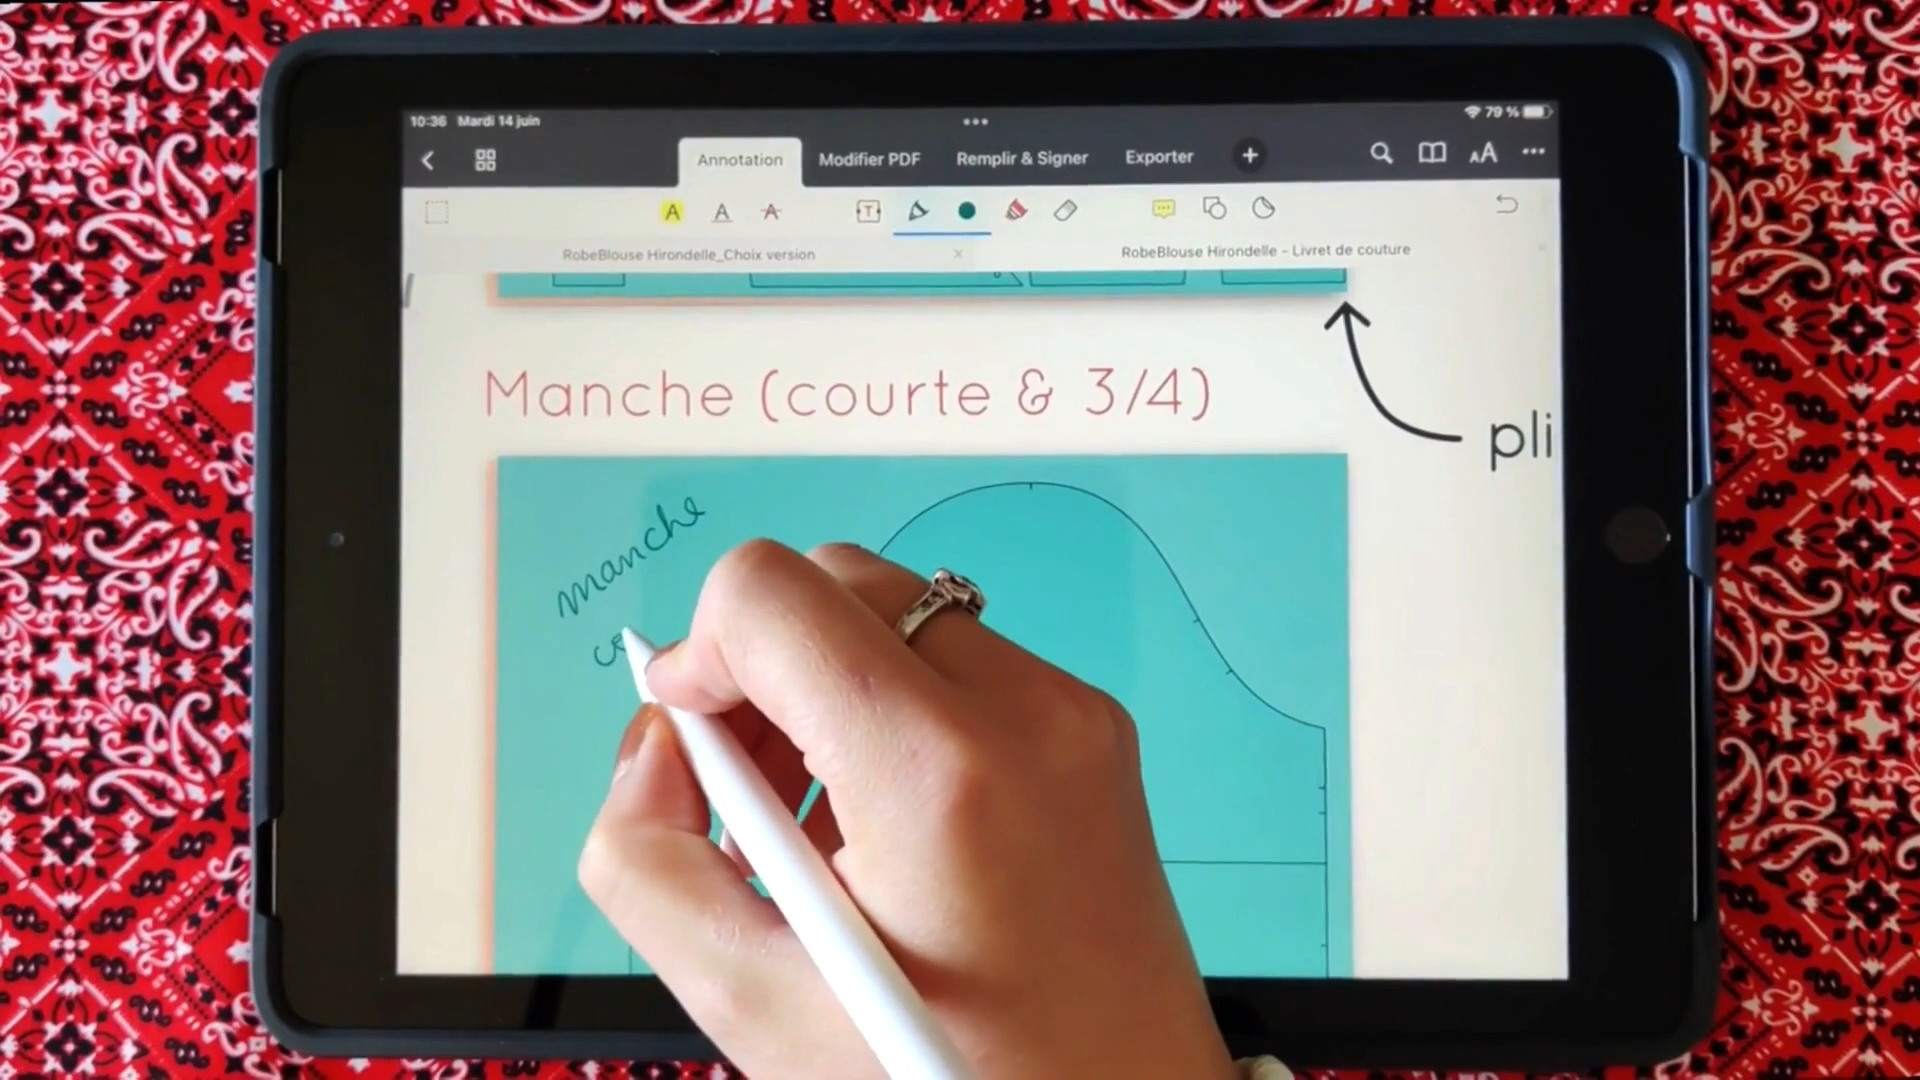 10:36 Mardi 14 juin
79 %
Annotation Modifier PDF Remplir & Signer Exporter
RobeBlouse Hirondelle_Choix version
RobeBlouse Hirondelle - Livret de couture
Manche (courte & 3/4)
pli
manche